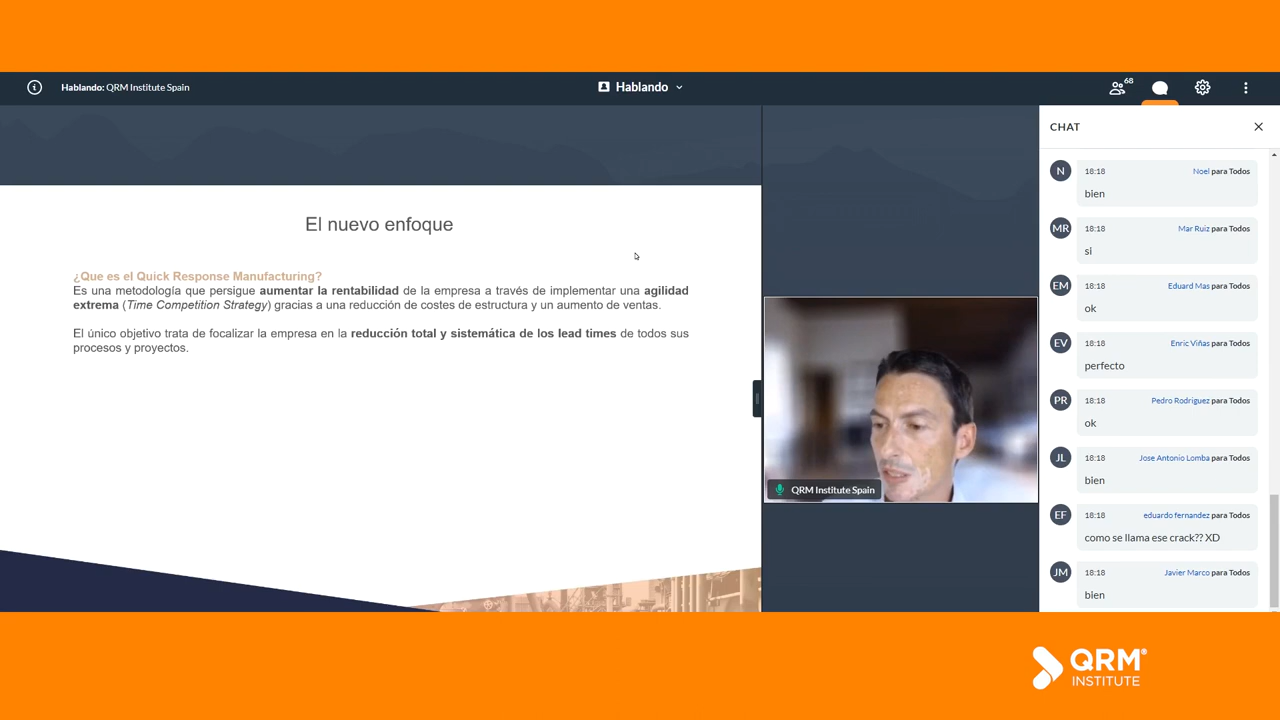 Hablando: QRM Institute Spain
Hablando
68
El nuevo enfoque
¿Que es el Quick Response Manufacturing?
Es una metodología que persigue aumentar la rentabilidad de la empresa a través de implementar una agilidad
extrema (Time Competition Strategy) gracias a una reducción de costes de estructura y un aumento de ventas.
El único objetivo trata de focalizar la empresa en la reducción total y sistemática de los lead times de todos sus
procesos y proyectos.
QRM Institute Spain
CHAT
N
18:18 Noel para Todos
bien
MR
18:18 Mar Ruiz para Todos
sí
EM
18:18 Eduard Mas para Todos
ok
EV
18:18 Enric Viñas para Todos
perfecto
PR
18:18 Pedro Rodriguez para Todos
ok
JL
18:18 Jose Antonio Lomba para Todos
bien
EF
18:18 eduardo fernandez para Todos
como se llama ese crack?? XD
JM
18:18 Javier Marco para Todos
bien
QRM®
INSTITUTE